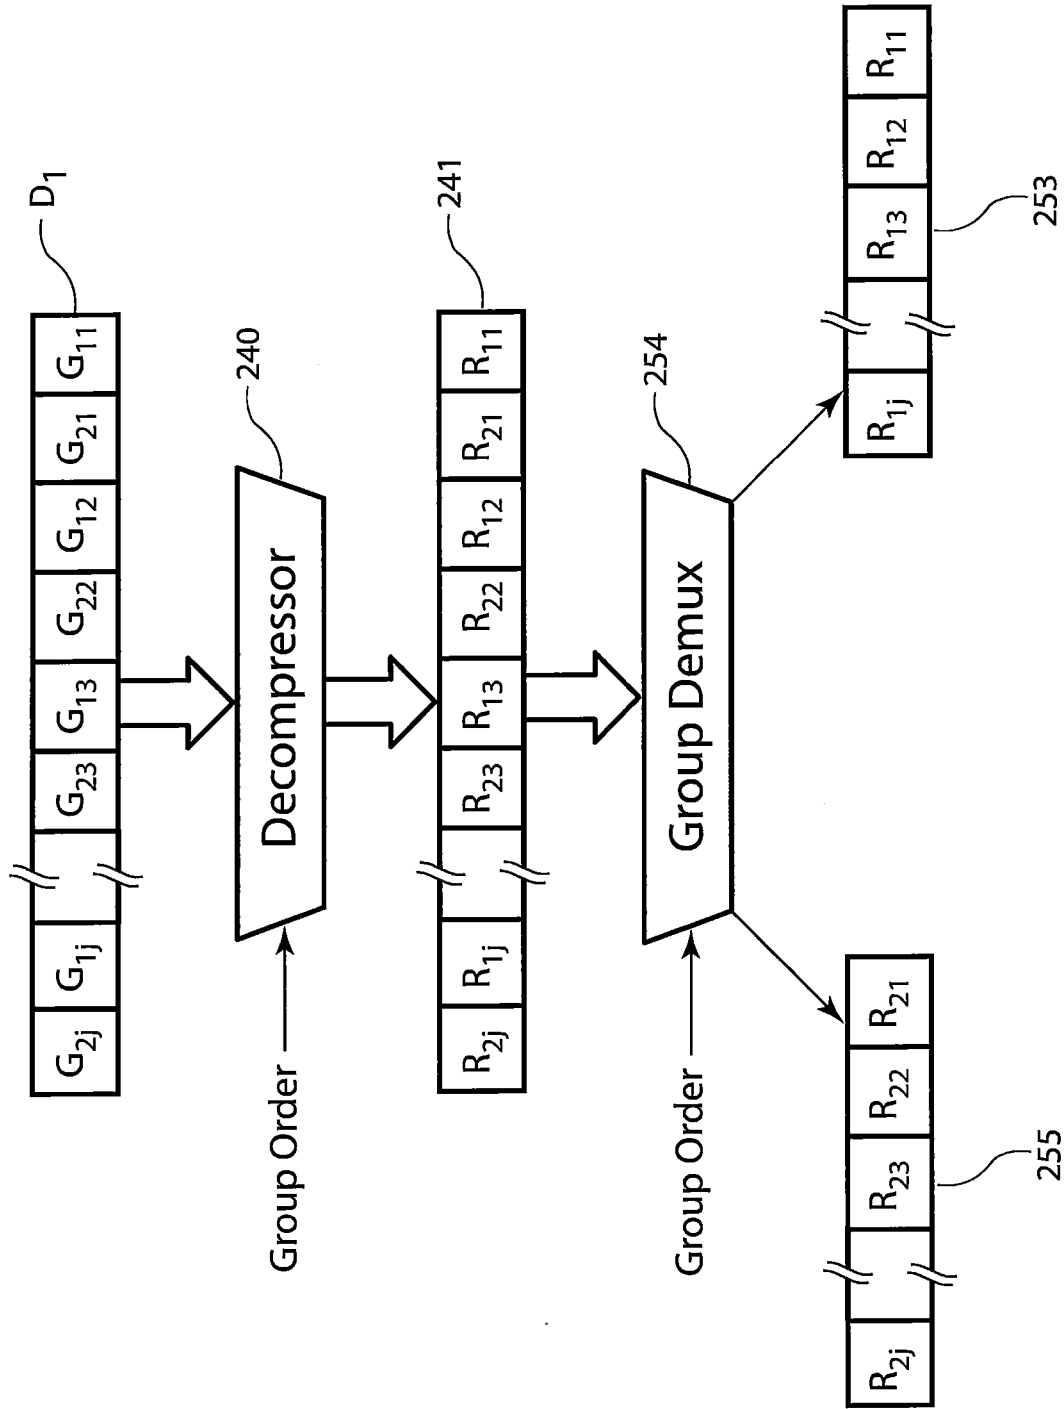 D₁
G₂ⱼ G₁ⱼ G₂₃ G₁₃ G₂₂ G₁₂ G₂₁ G₁₁
240
Decompressor
Group Order
241
R₂ⱼ R₁ⱼ R₂₃ R₁₃ R₂₂ R₁₂ R₂₁ R₁₁
254
Group Demux
Group Order
R₂ⱼ R₂₃ R₂₂ R₂₁
255
R₁ⱼ R₁₃ R₁₂ R₁₁
253